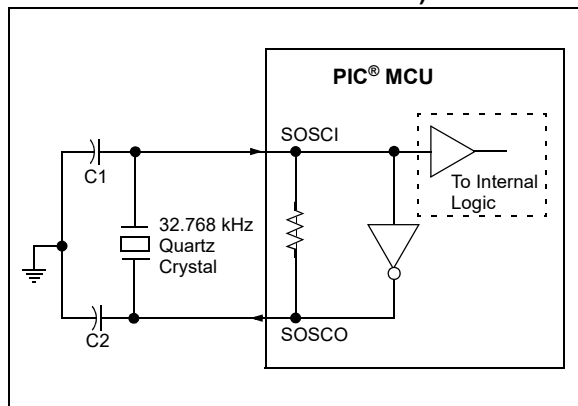 PIC® MCU
SOSCI
C1
To Internal
Logic
32.768 kHz
Quartz
Crystal
SOSCO
C2